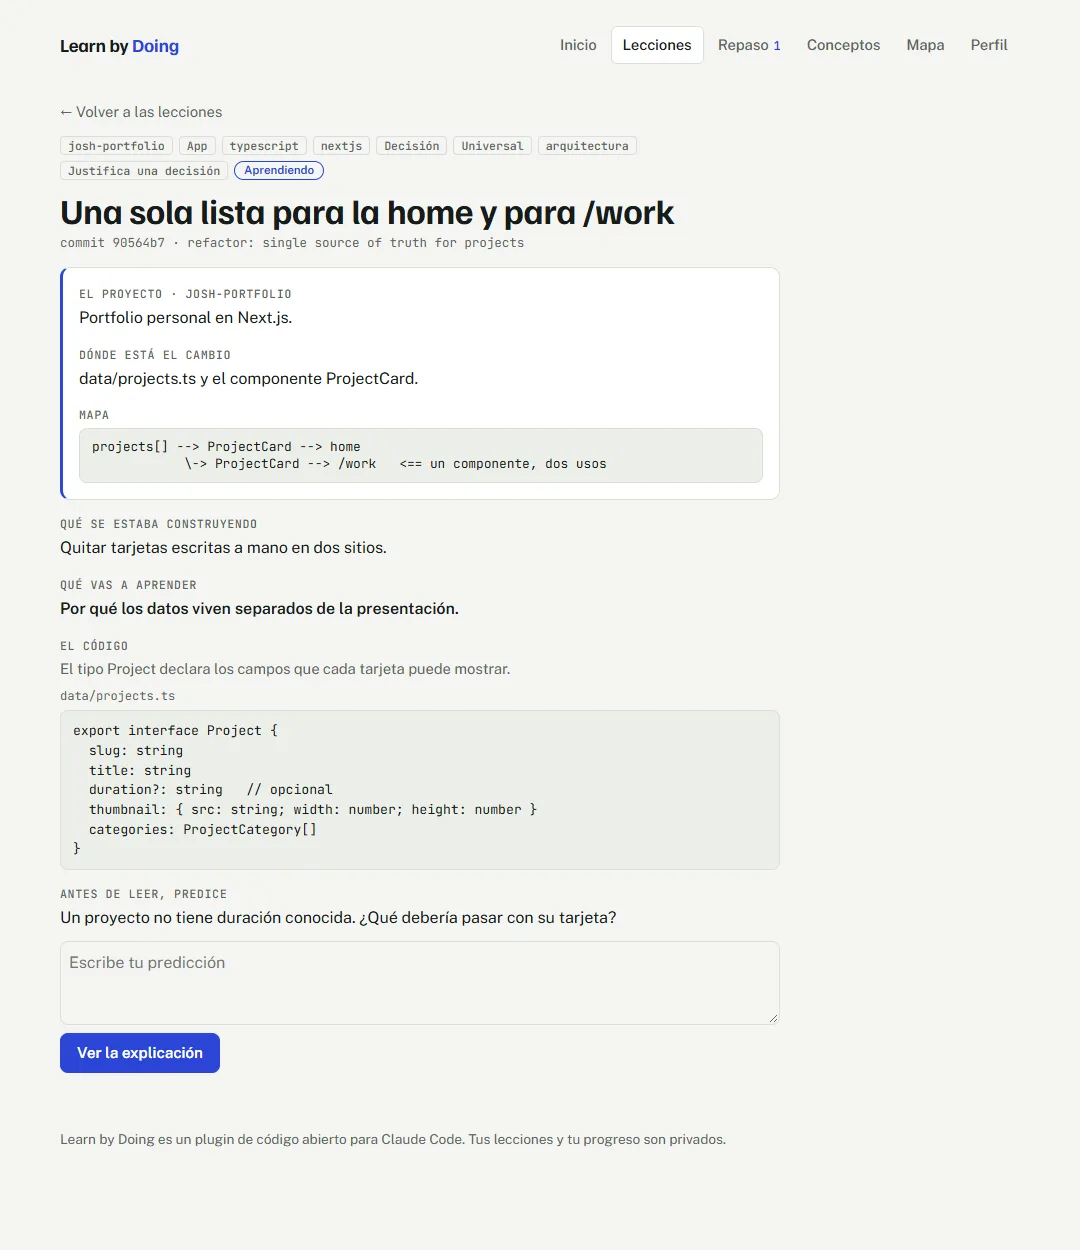 Learn by Doing
Inicio Lecciones Repaso 1 Conceptos Mapa Perfil
← Volver a las lecciones
josh-portfolio App typescript nextjs Decisión Universal arquitectura
Justifica una decisión Aprendiendo
Una sola lista para la home y para /work
commit 90564b7 · refactor: single source of truth for projects
EL PROYECTO · JOSH-PORTFOLIO
Portfolio personal en Next.js.
DÓNDE ESTÁ EL CAMBIO
data/projects.ts y el componente ProjectCard.
MAPA
projects[] --> ProjectCard --> home
            \-> ProjectCard --> /work   <== un componente, dos usos
QUÉ SE ESTABA CONSTRUYENDO
Quitar tarjetas escritas a mano en dos sitios.
QUÉ VAS A APRENDER
Por qué los datos viven separados de la presentación.
EL CÓDIGO
El tipo Project declara los campos que cada tarjeta puede mostrar.
data/projects.ts
export interface Project {
  slug: string
  title: string
  duration?: string   // opcional
  thumbnail: { src: string; width: number; height: number }
  categories: ProjectCategory[]
}
ANTES DE LEER, PREDICE
Un proyecto no tiene duración conocida. ¿Qué debería pasar con su tarjeta?
Escribe tu predicción
Ver la explicación
Learn by Doing es un plugin de código abierto para Claude Code. Tus lecciones y tu progreso son privados.